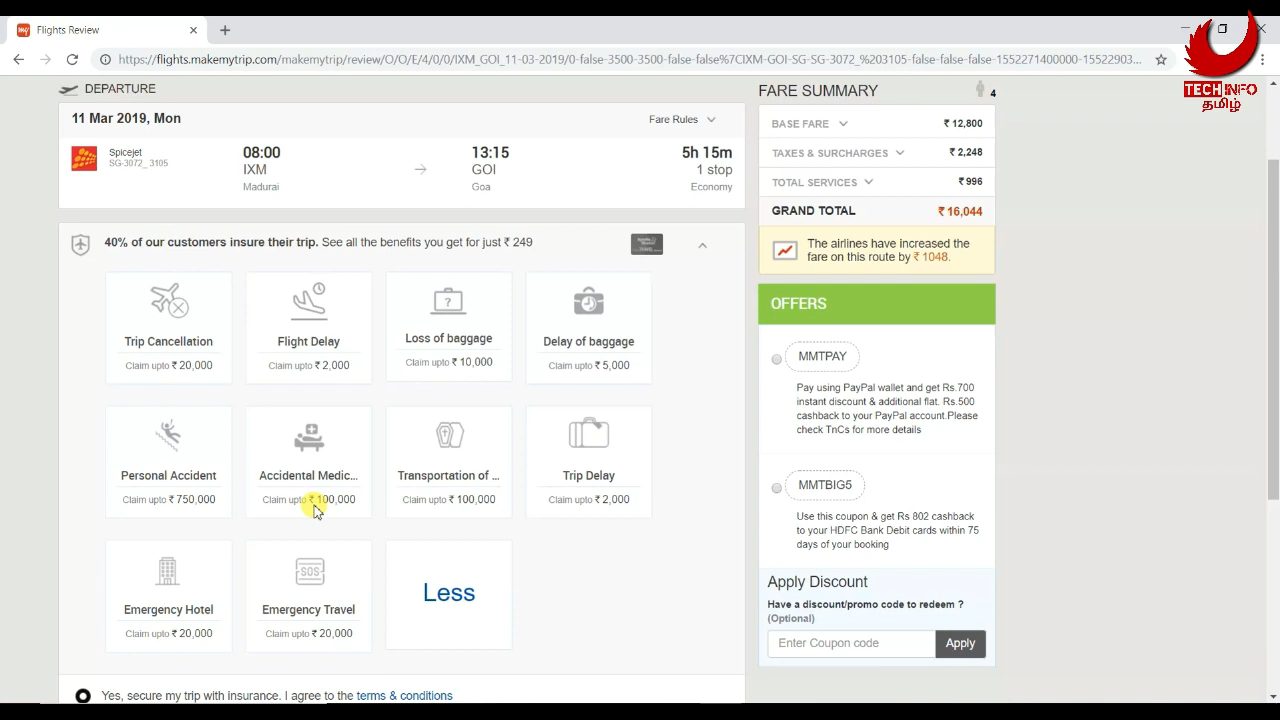 Flights Review
https://flights.makemytrip.com/makemytrip/review/O/O/E/4/0/0/IXM_GOI_11-03-2019/0-false-3500-3500-false-false%7CIXM-GOI-SG-SG-3072_%203105-false-false-false-1552271400000-15522903...
TECH INFO
தமிழ்
DEPARTURE
11 Mar 2019, Mon
Fare Rules
Spicejet
SG-3072_ 3105
08:00
IXM
Madurai
13:15
GOI
Goa
5h 15m
1 stop
Economy
40% of our customers insure their trip. See all the benefits you get for just ₹ 249
Trip Cancellation
Claim upto ₹ 20,000
Flight Delay
Claim upto ₹ 2,000
Loss of baggage
Claim upto ₹ 10,000
Delay of baggage
Claim upto ₹ 5,000
Personal Accident
Claim upto ₹ 750,000
Accidental Medic...
Claim upto ₹ 100,000
Transportation of ...
Claim upto ₹ 100,000
Trip Delay
Claim upto ₹ 2,000
Emergency Hotel
Claim upto ₹ 20,000
SOS
Emergency Travel
Claim upto ₹ 20,000
Less
Yes, secure my trip with insurance. I agree to the terms & conditions
FARE SUMMARY
4
BASE FARE ₹ 12,800
TAXES & SURCHARGES ₹ 2,248
TOTAL SERVICES ₹ 996
GRAND TOTAL ₹ 16,044
The airlines have increased the
fare on this route by ₹ 1048.
OFFERS
MMTPAY
Pay using PayPal wallet and get Rs.700
instant discount & additional flat. Rs.500
cashback to your PayPal account.Please
check TnCs for more details
MMTBIG5
Use this coupon & get Rs 802 cashback
to your HDFC Bank Debit cards within 75
days of your booking
Apply Discount
Have a discount/promo code to redeem ?
(Optional)
Enter Coupon code
Apply